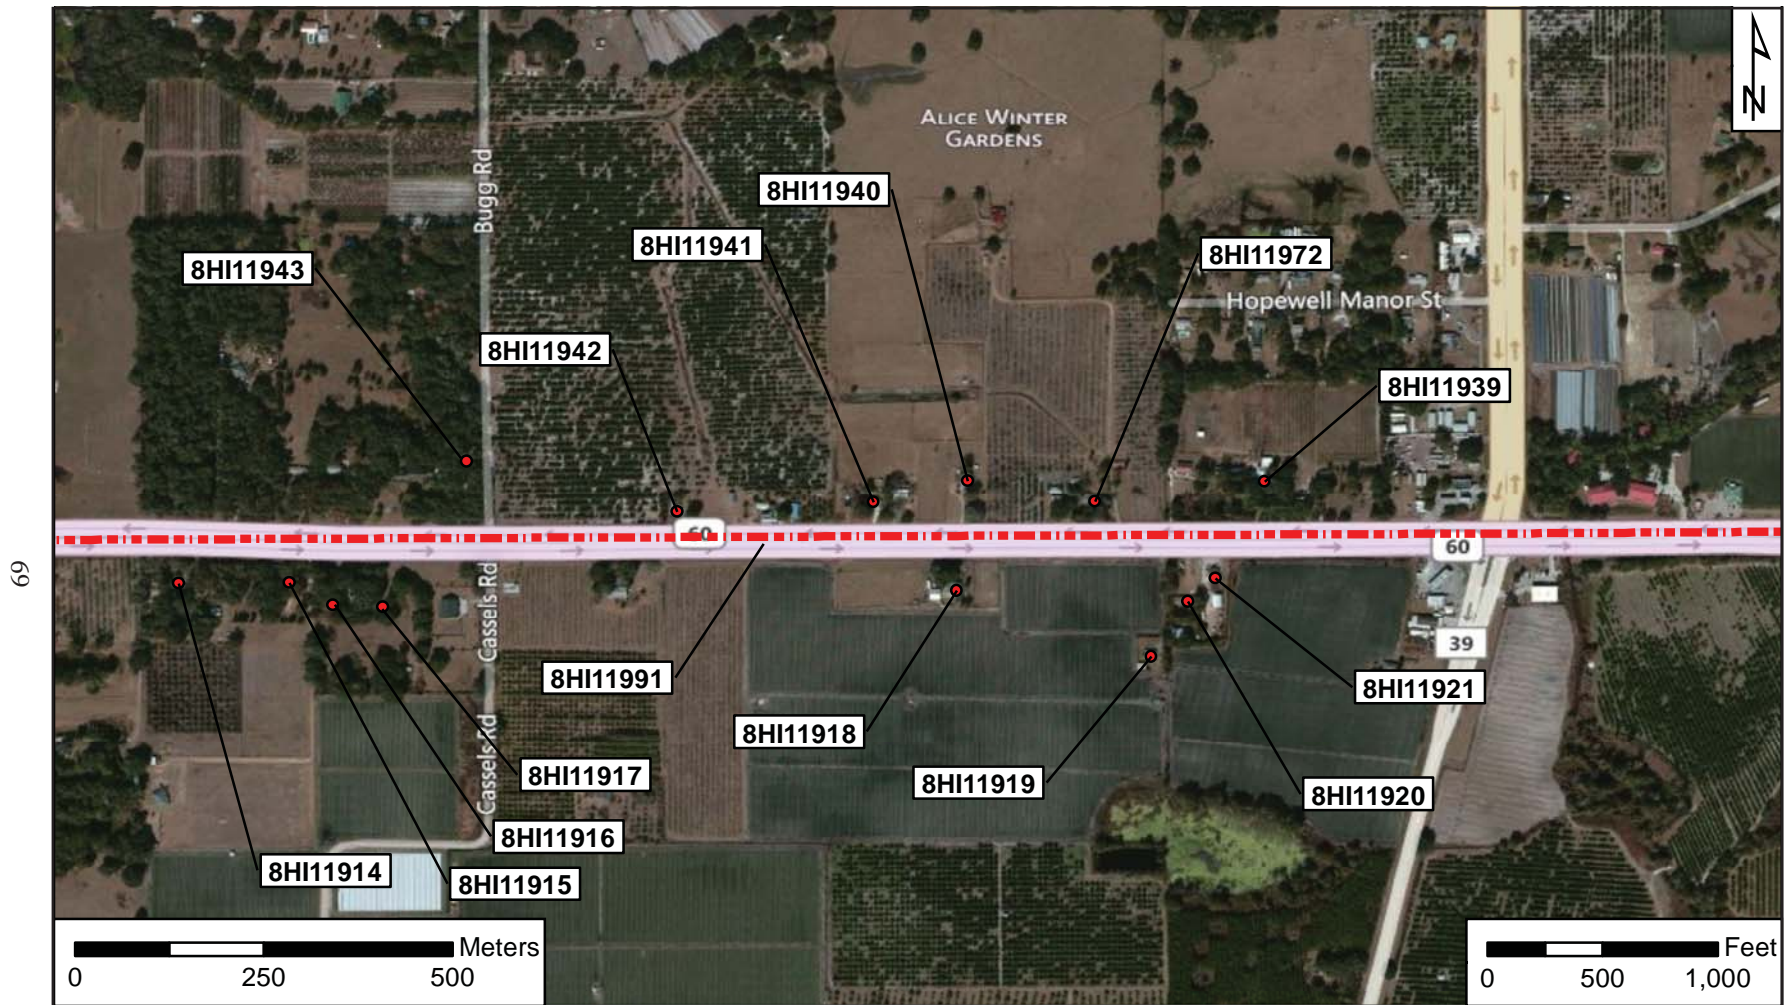 N
ALICE WINTER
GARDENS
Bugg Rd
8HI11940
8HI11941
8HI11972
8HI11943
Hopewell Manor St
8HI11942
8HI11939
60
60
69
Cassels Rd
39
8HI11991
8HI11921
8HI11918
Cassels Rd
8HI11917
8HI11919
8HI11920
8HI11916
8HI11914
8HI11915
Meters
0 250 500
Feet
0 500 1,000